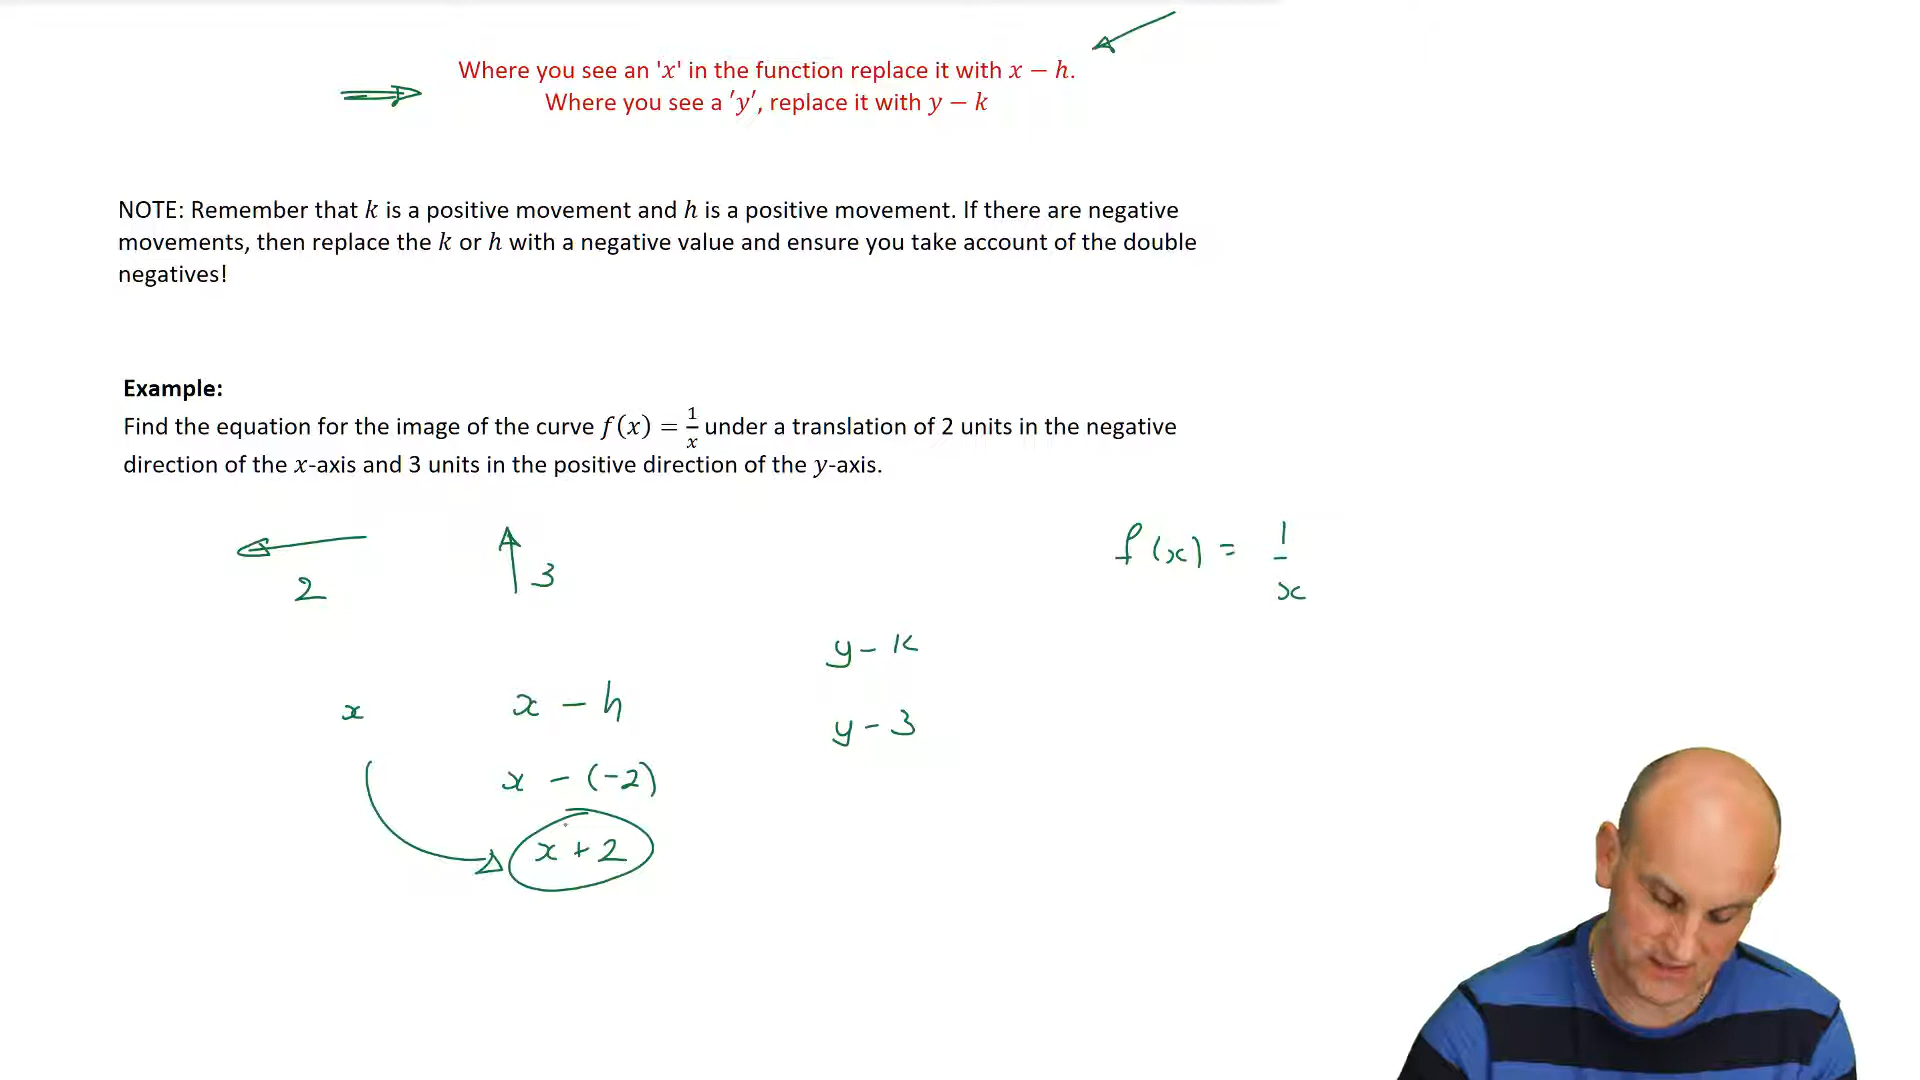 Where you see an 'x' in the function replace it with x − h.
Where you see a 'y', replace it with y − k
NOTE: Remember that k is a positive movement and h is a positive movement. If there are negative
movements, then replace the k or h with a negative value and ensure you take account of the double
negatives!
Example:
Find the equation for the image of the curve f(x) = 1/x under a translation of 2 units in the negative
direction of the x-axis and 3 units in the positive direction of the y-axis.
2
3
f(x) = 1/x
y - k
x
x - h
y - 3
x - (-2)
x + 2